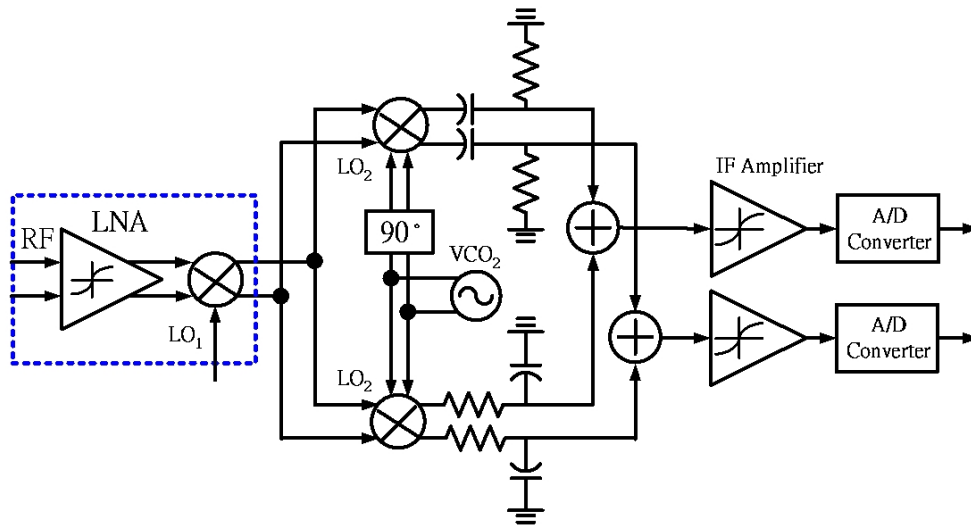 LO₂
IF Amplifier
LNA
RF
90°
VCO₂
A/D
Converter
LO₁
A/D
Converter
LO₂